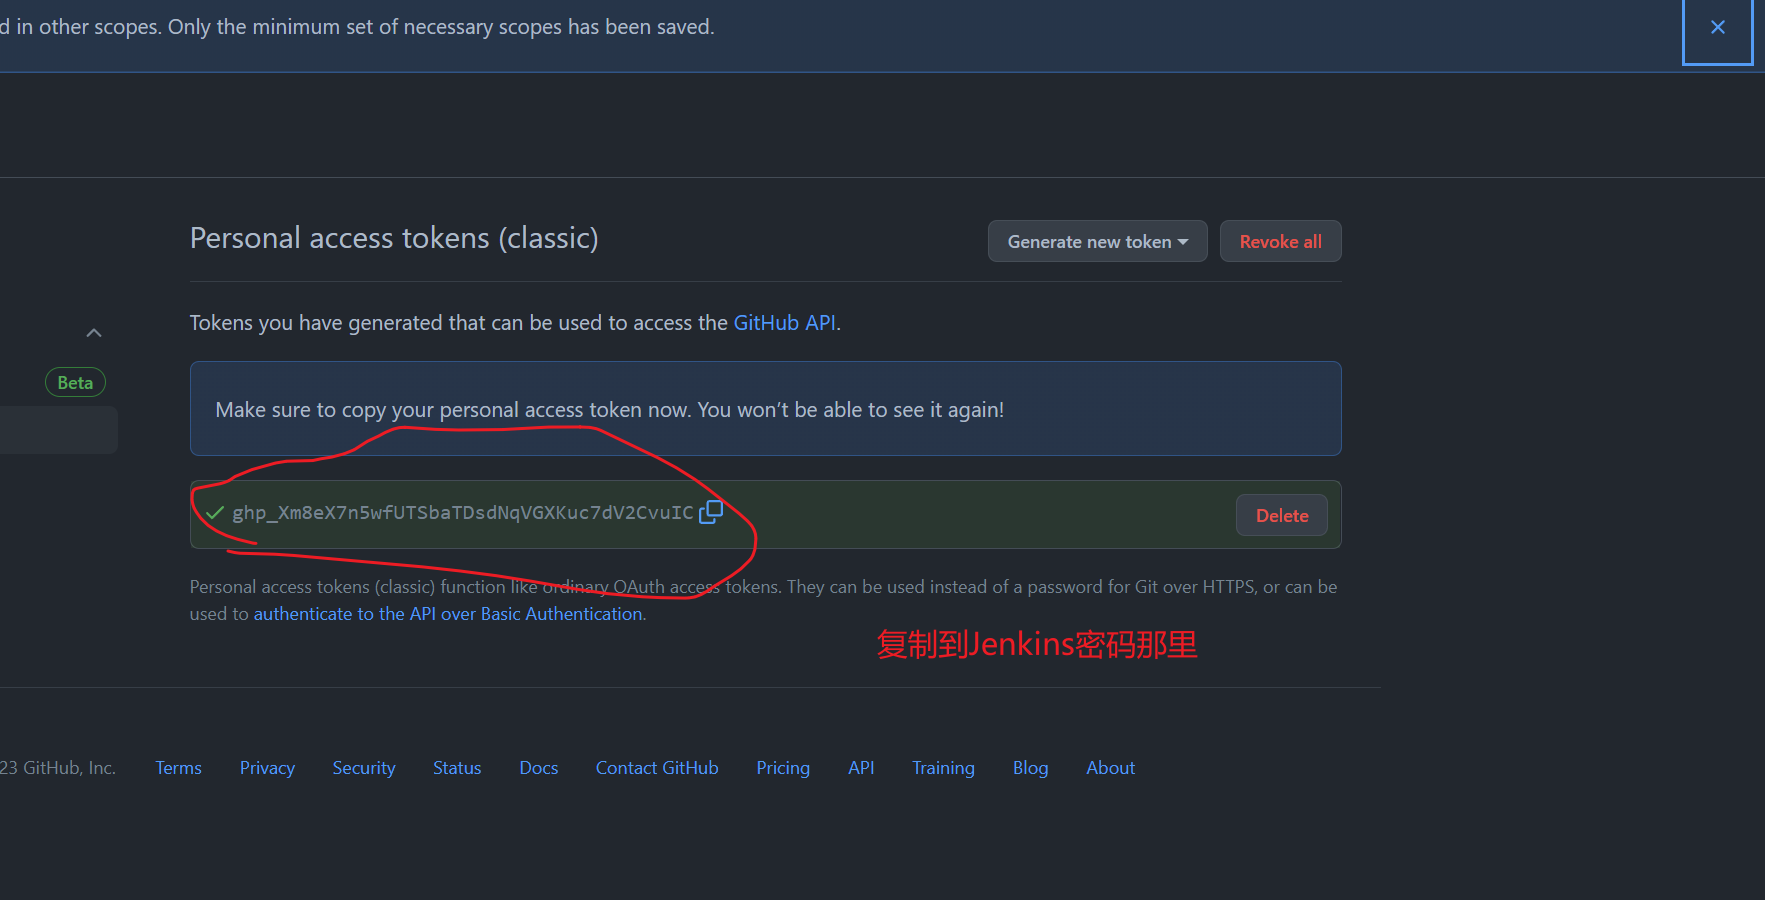 d in other scopes. Only the minimum set of necessary scopes has been saved.
Personal access tokens (classic)
Generate new token
Revoke all
Tokens you have generated that can be used to access the GitHub API.
Beta
Make sure to copy your personal access token now. You won’t be able to see it again!
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
Delete
Personal access tokens (classic) function like ordinary OAuth access tokens. They can be used instead of a password for Git over HTTPS, or can be
used to authenticate to the API over Basic Authentication.
复制到Jenkins密码那里
23 GitHub, Inc.
Terms
Privacy
Security
Status
Docs
Contact GitHub
Pricing
API
Training
Blog
About